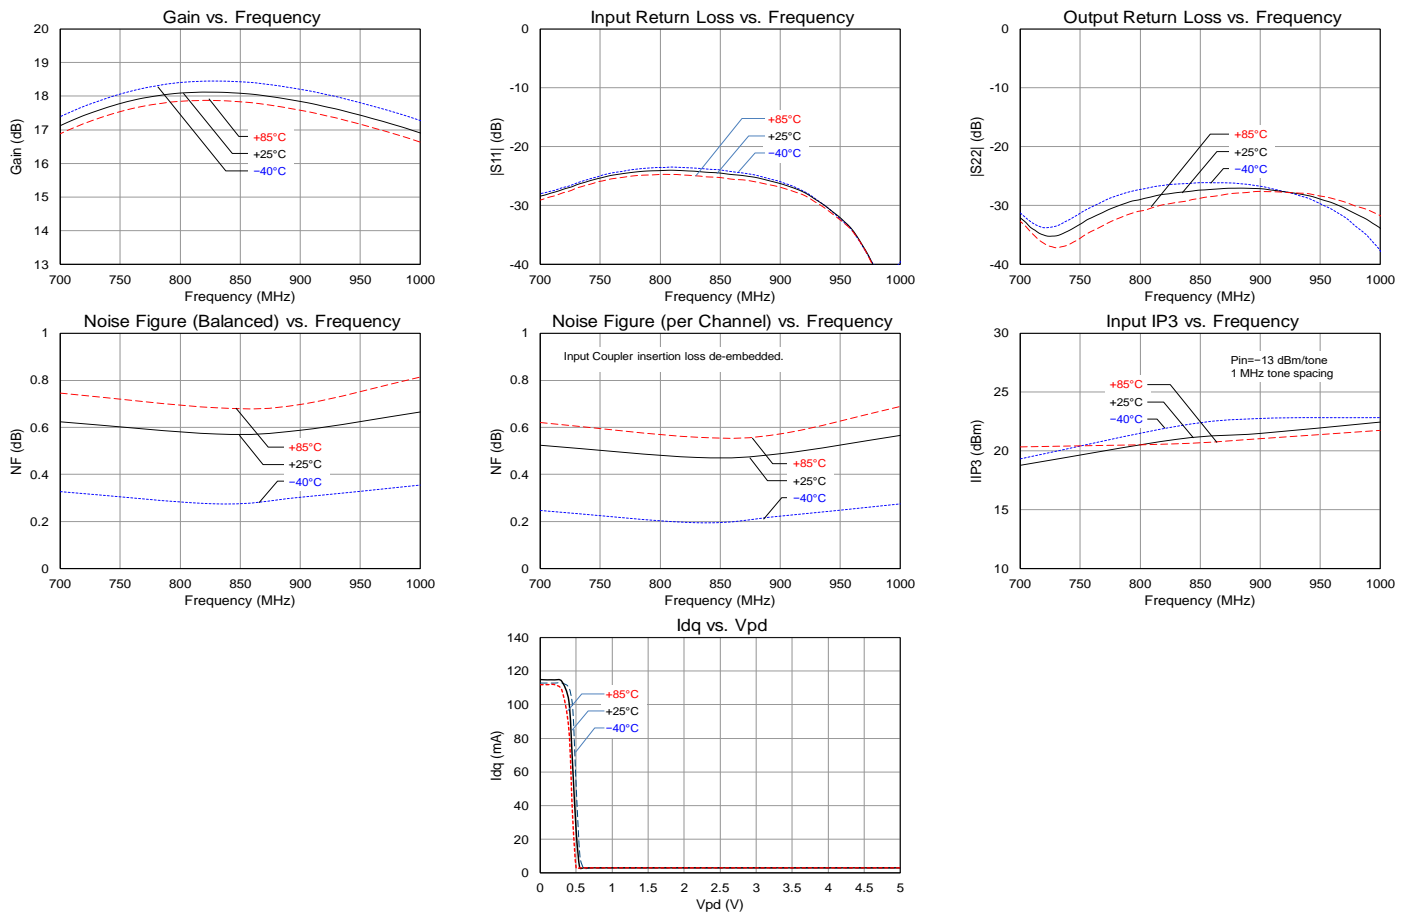 Gain vs. Frequency
20
19
18
17
16
15
14
13
Gain (dB)
+85°C
+25°C
−40°C
700 750 800 850 900 950 1000
Frequency (MHz)
Input Return Loss vs. Frequency
0
-10
-20
-30
-40
|S11| (dB)
+85°C
+25°C
−40°C
700 750 800 850 900 950 1000
Frequency (MHz)
Output Return Loss vs. Frequency
0
-10
-20
-30
-40
|S22| (dB)
+85°C
+25°C
−40°C
700 750 800 850 900 950 1000
Frequency (MHz)
Noise Figure (Balanced) vs. Frequency
1
0.8
0.6
0.4
0.2
0
NF (dB)
+85°C
+25°C
−40°C
700 750 800 850 900 950 1000
Frequency (MHz)
Noise Figure (per Channel) vs. Frequency
Input Coupler insertion loss de-embedded.
1
0.8
0.6
0.4
0.2
0
NF (dB)
+85°C
+25°C
−40°C
700 750 800 850 900 950 1000
Frequency (MHz)
Input IP3 vs. Frequency
Pin=−13 dBm/tone
1 MHz tone spacing
30
25
20
15
10
IIP3 (dBm)
+85°C
+25°C
−40°C
700 750 800 850 900 950 1000
Frequency (MHz)
Idq vs. Vpd
140
120
100
80
60
40
20
0
Idq (mA)
+85°C
+25°C
−40°C
0 0.5 1 1.5 2 2.5 3 3.5 4 4.5 5
Vpd (V)